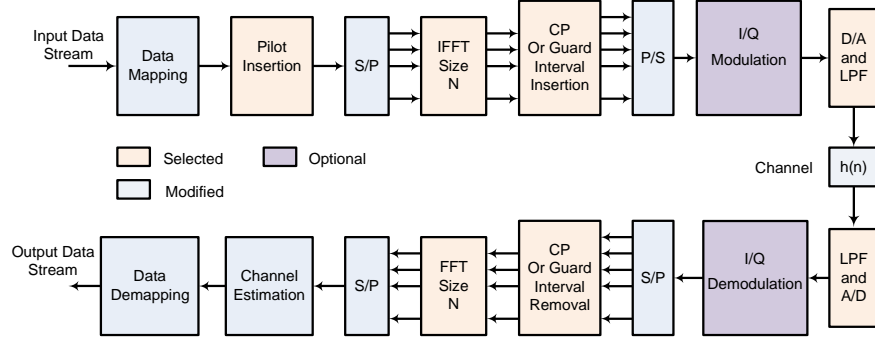 Input Data
Stream
Data
Mapping
Pilot
Insertion
S/P
IFFT
Size
N
CP
Or Guard
Interval
Insertion
P/S
I/Q
Modulation
D/A
and
LPF
Selected
Optional
Modified
Channel
h(n)
Output Data
Stream
Data
Demapping
Channel
Estimation
S/P
FFT
Size
N
CP
Or Guard
Interval
Removal
S/P
I/Q
Demodulation
LPF
and
A/D